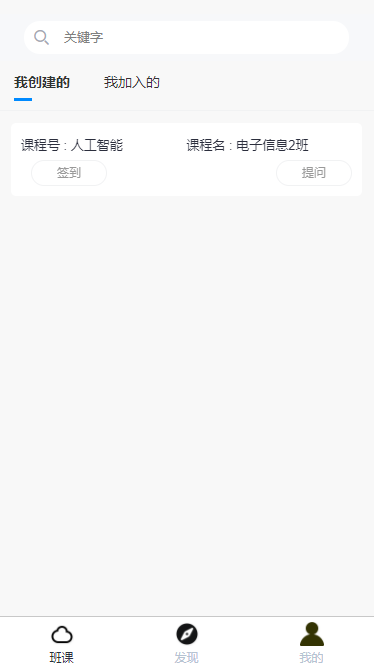 关键字
我创建的 我加入的
课程号 : 人工智能 课程名 : 电子信息2班
签到 提问
班课 发现 我的